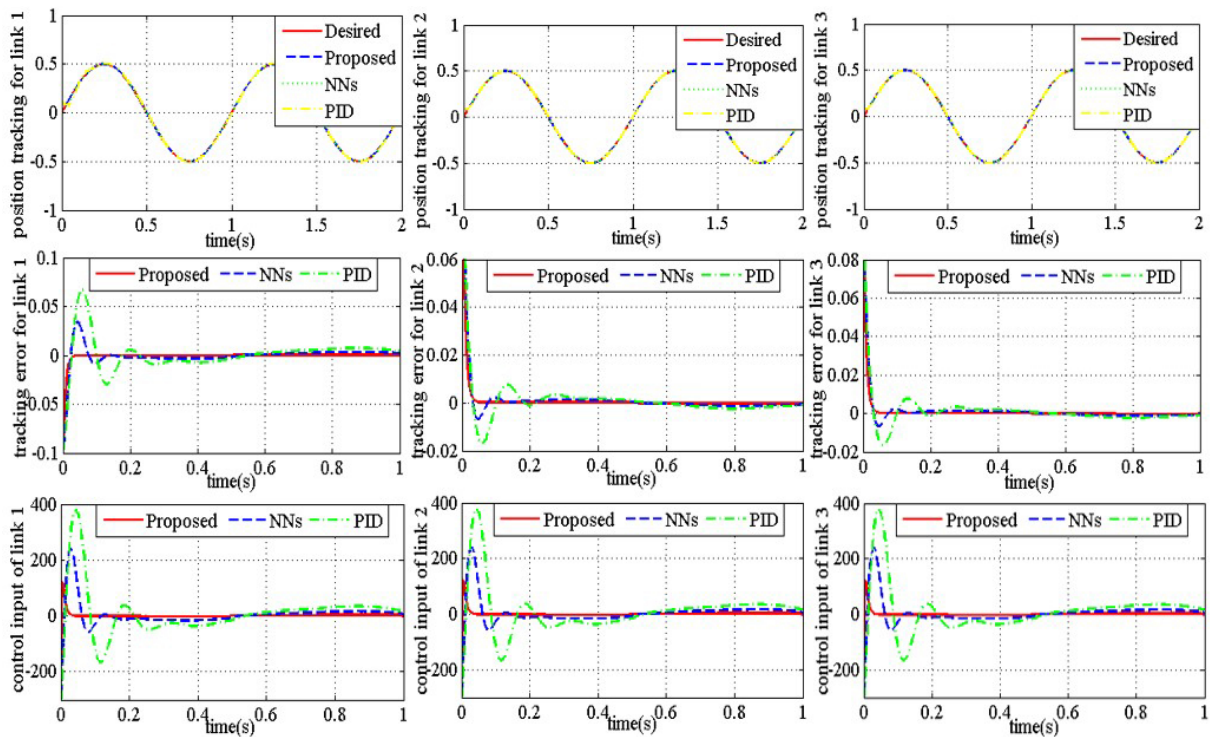 position tracking for link 1
1
0.5
0
-0.5
-1
0
0.5
1
1.5
2
time(s)
Desired
Proposed
NNs
PID
position tracking for link 2
1
0.5
0
-0.5
-1
0
0.5
1
1.5
2
time(s)
Desired
Proposed
NNs
PID
position tracking for link 3
1
0.5
0
-0.5
-1
0
0.5
1
1.5
2
time(s)
Desired
Proposed
NNs
PID
tracking error for link 1
0.1
0.05
0
-0.05
-0.1
0
0.2
0.4
0.6
0.8
1
time(s)
Proposed NNs PID
tracking error for link 2
0.06
0.04
0.02
0
-0.02
0
0.2
0.4
0.6
0.8
1
time(s)
Proposed NNs PID
tracking error for link 3
0.08
0.06
0.04
0.02
0
-0.02
0
0.2
0.4
0.6
0.8
1
time(s)
Proposed NNs PID
control input of link 1
400
200
0
-200
0
0.2
0.4
0.6
0.8
1
time(s)
Proposed NNs PID
control input of link 2
400
200
0
-200
0
0.2
0.4
0.6
0.8
1
time(s)
Proposed NNs PID
control input of link 3
400
200
0
-200
0
0.2
0.4
0.6
0.8
1
time(s)
Proposed NNs PID